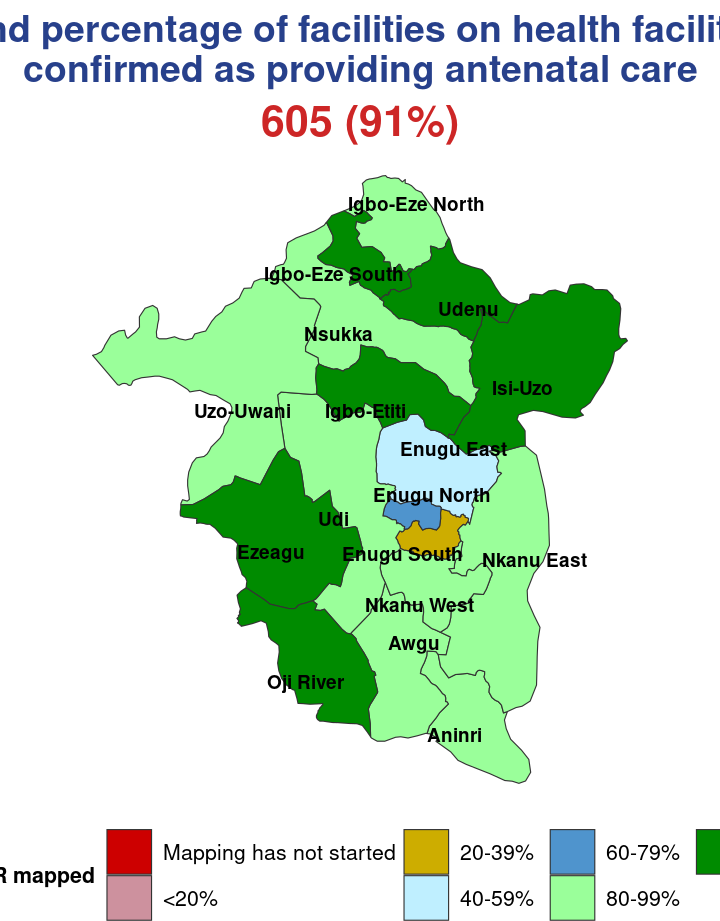 nd percentage of facilities on health facilit
confirmed as providing antenatal care
605 (91%)
Igbo-Eze North
Igbo-Eze South
Udenu
Nsukka
Isi-Uzo
Uzo-Uwani
Igbo-Etiti
Enugu East
Enugu North
Udi
Ezeagu
Enugu South
Nkanu East
Nkanu West
Awgu
Oji River
Aninri
R mapped
Mapping has not started
20-39%
60-79%
<20%
40-59%
80-99%